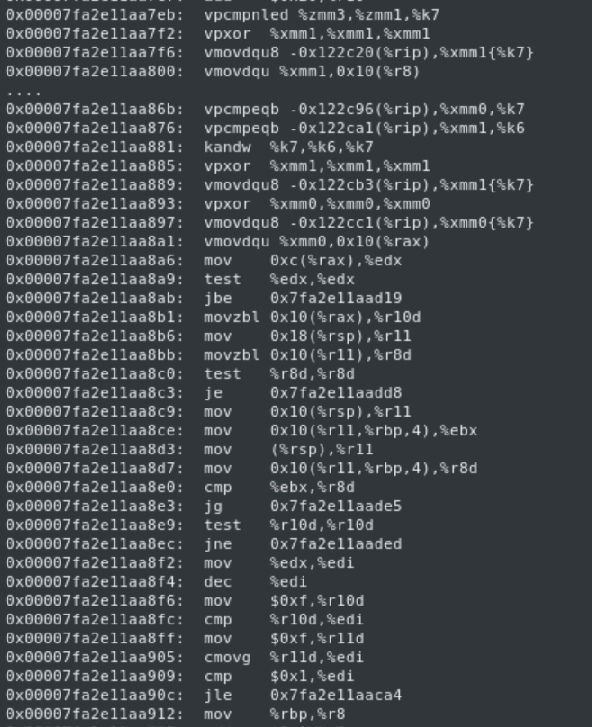 0x00007fa2e11aa7eb: vpcmpnled %zmm3,%zmm1,%k7
0x00007fa2e11aa7f2: vpxor %xmm1,%xmm1,%xmm1
0x00007fa2e11aa7f6: vmovdqu8 -0x122c20(%rip),%xmm1{%k7}
0x00007fa2e11aa800: vmovdqu %xmm1,0x10(%r8)
....
0x00007fa2e11aa86b: vpcmpeqb -0x122c96(%rip),%xmm0,%k7
0x00007fa2e11aa876: vpcmpeqb -0x122ca1(%rip),%xmm1,%k6
0x00007fa2e11aa881: kandw %k7,%k6,%k7
0x00007fa2e11aa885: vpxor %xmm1,%xmm1,%xmm1
0x00007fa2e11aa889: vmovdqu8 -0x122cb3(%rip),%xmm1{%k7}
0x00007fa2e11aa893: vpxor %xmm0,%xmm0,%xmm0
0x00007fa2e11aa897: vmovdqu8 -0x122cc1(%rip),%xmm0{%k7}
0x00007fa2e11aa8a1: vmovdqu %xmm0,0x10(%rax)
0x00007fa2e11aa8a6: mov 0xc(%rax),%edx
0x00007fa2e11aa8a9: test %edx,%edx
0x00007fa2e11aa8ab: jbe 0x7fa2e11aad19
0x00007fa2e11aa8b1: movzbl 0x10(%rax),%r10d
0x00007fa2e11aa8b6: mov 0x18(%rsp),%r11
0x00007fa2e11aa8bb: movzbl 0x10(%r11),%r8d
0x00007fa2e11aa8c0: test %r8d,%r8d
0x00007fa2e11aa8c3: je 0x7fa2e11aadd8
0x00007fa2e11aa8c9: mov 0x10(%rsp),%r11
0x00007fa2e11aa8ce: mov 0x10(%r11,%rbp,4),%ebx
0x00007fa2e11aa8d3: mov (%rsp),%r11
0x00007fa2e11aa8d7: mov 0x10(%r11,%rbp,4),%r8d
0x00007fa2e11aa8e0: cmp %ebx,%r8d
0x00007fa2e11aa8e3: jg 0x7fa2e11aade5
0x00007fa2e11aa8e9: test %r10d,%r10d
0x00007fa2e11aa8ec: jne 0x7fa2e11aaded
0x00007fa2e11aa8f2: mov %edx,%edi
0x00007fa2e11aa8f4: dec %edi
0x00007fa2e11aa8f6: mov $0xf,%r10d
0x00007fa2e11aa8fc: cmp %r10d,%edi
0x00007fa2e11aa8ff: mov $0xf,%r11d
0x00007fa2e11aa905: cmovg %r11d,%edi
0x00007fa2e11aa909: cmp $0x1,%edi
0x00007fa2e11aa90c: jle 0x7fa2e11aaca4
0x00007fa2e11aa912: mov %rbp,%r8